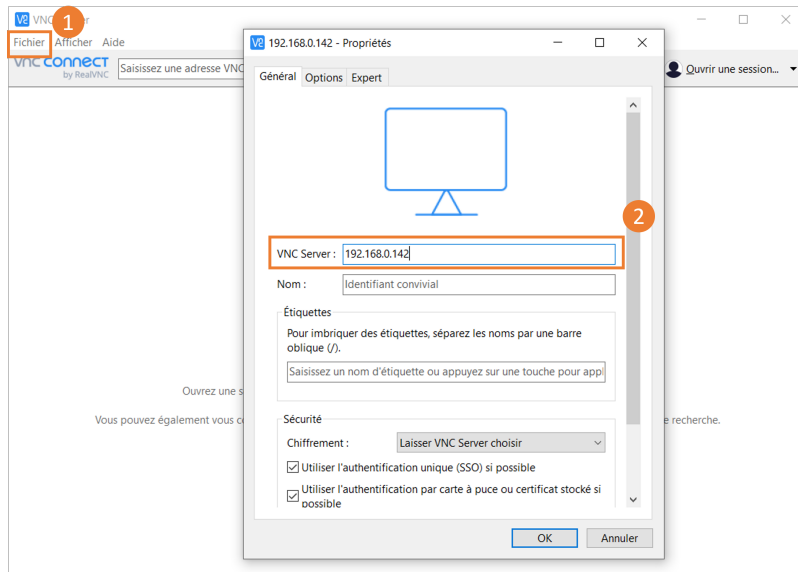 VNC
1
Fichier Afficher Aide
vnc connect
by RealVNC
Saisissez une adresse VNC
Ouvrir une session...
192.168.0.142 - Propriétés
Général Options Expert
2
VNC Server : 192.168.0.142
Nom : Identifiant convivial
Étiquettes
Pour imbriquer des étiquettes, séparez les noms par une barre
oblique (/).
Saisissez un nom d'étiquette ou appuyez sur une touche pour appl
Ouvrez une s
Vous pouvez également vous c
e recherche.
Sécurité
Chiffrement : Laisser VNC Server choisir
Utiliser l'authentification unique (SSO) si possible
Utiliser l'authentification par carte à puce ou certificat stocké si
possible
OK Annuler